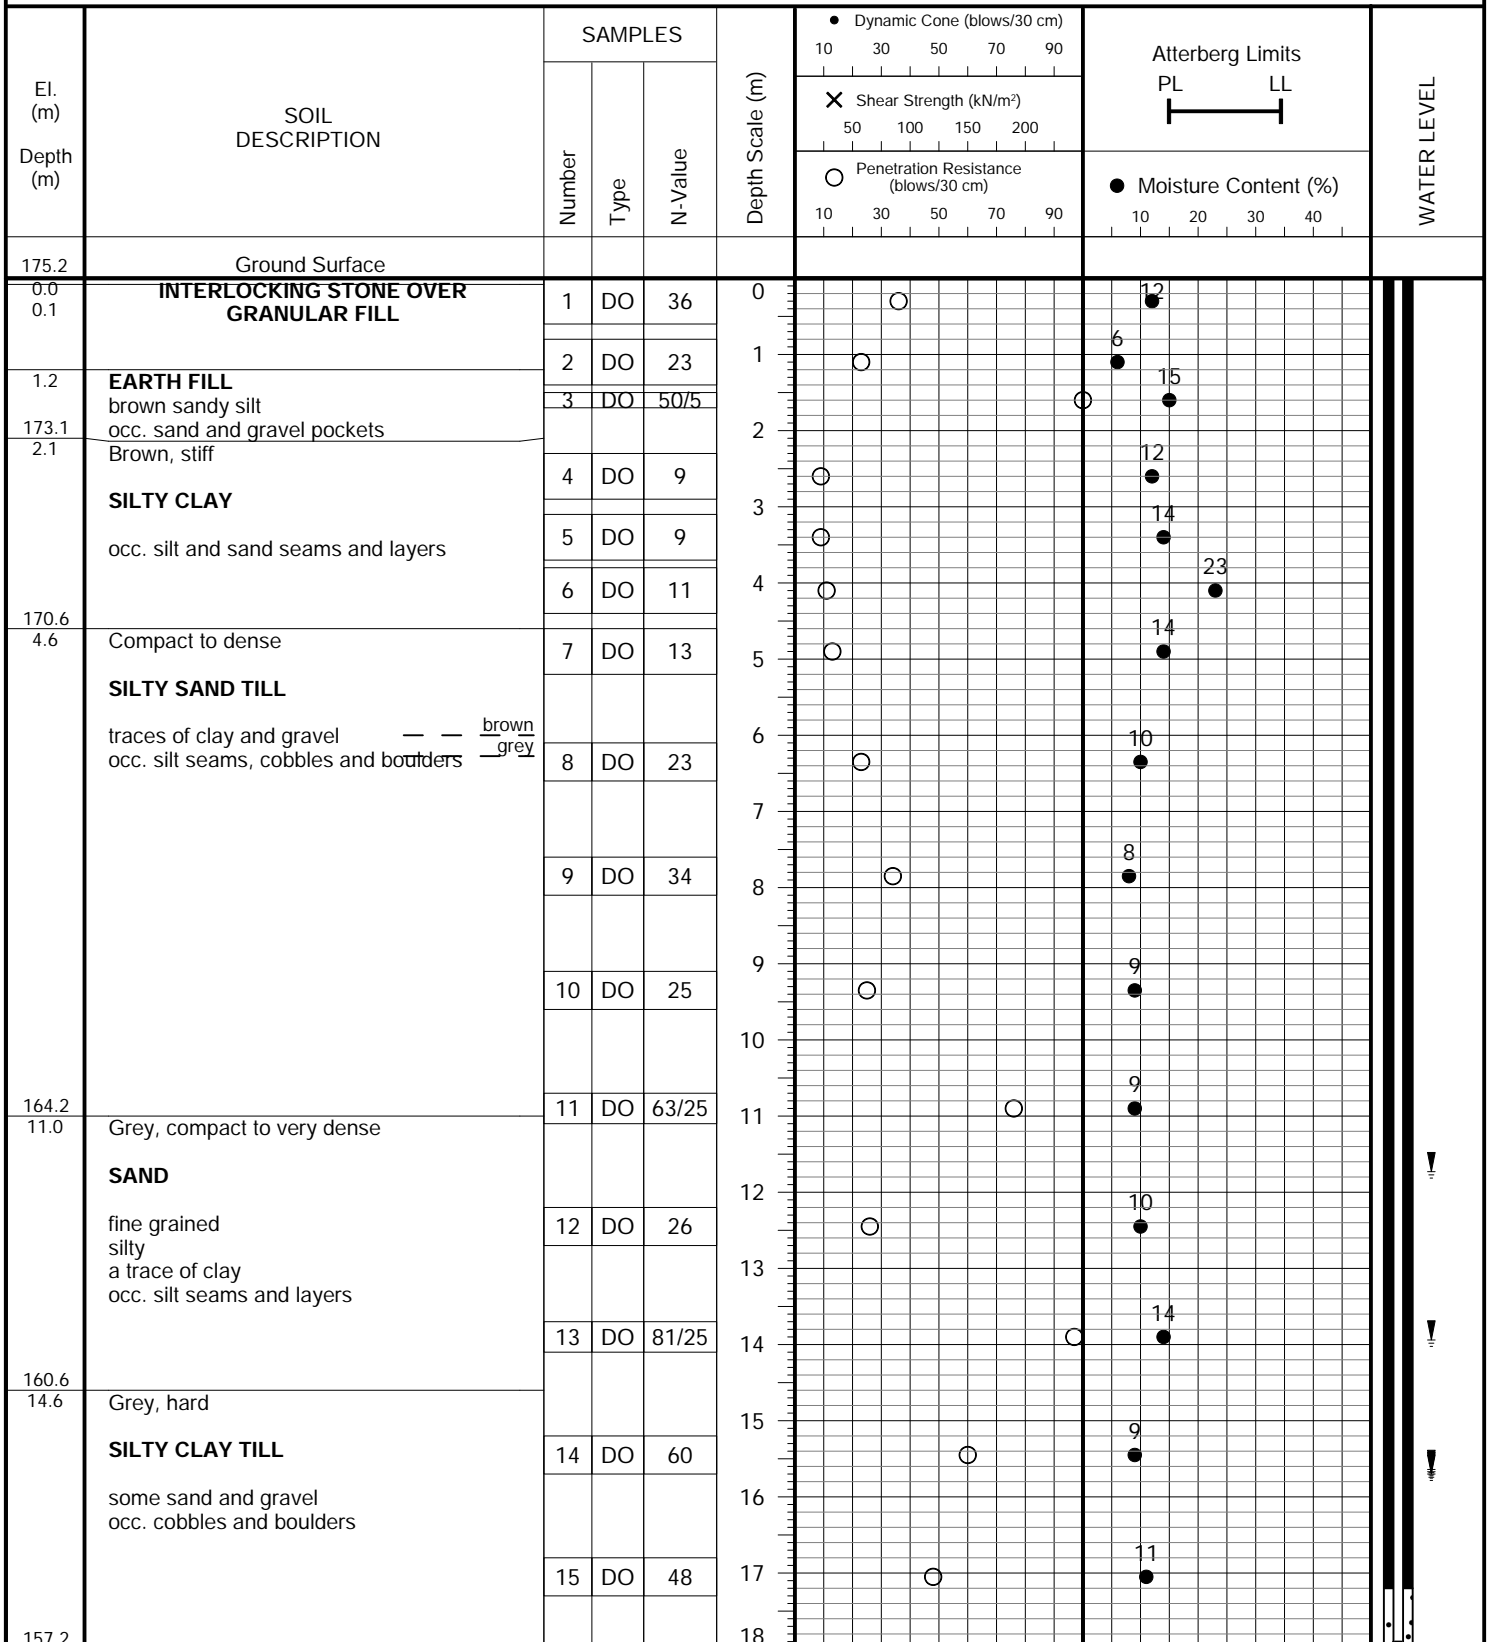 El.
(m)
Depth
(m)
SOIL
DESCRIPTION
SAMPLES
Number
Type
N-Value
Depth Scale (m)
Dynamic Cone (blows/30 cm)
10 30 50 70 90
Shear Strength (kN/m²)
50 100 150 200
Penetration Resistance
(blows/30 cm)
10 30 50 70 90
Atterberg Limits
PL LL
Moisture Content (%)
10 20 30 40
WATER LEVEL
175.2 Ground Surface
0.0 INTERLOCKING STONE OVER
0.1 GRANULAR FILL
1 DO 36
0
12
2 DO 23
1
6
1.2 EARTH FILL
15
brown sandy silt
3 DO 50/5
occ. sand and gravel pockets
173.1
2
2.1 Brown, stiff
12
4 DO 9
SILTY CLAY
3
14
5 DO 9
occ. silt and sand seams and layers
23
6 DO 11
4
170.6
4.6 Compact to dense
14
7 DO 13
5
SILTY SAND TILL
brown
traces of clay and gravel
6
10
grey
occ. silt seams, cobbles and boulders
8 DO 23
7
8
9 DO 34
8
9
9
10 DO 25
10
9
164.2
11 DO 63/25
11
11.0 Grey, compact to very dense
SAND
12
10
fine grained
12 DO 26
silty
a trace of clay
13
occ. silt seams and layers
14
13 DO 81/25
14
160.6
14.6 Grey, hard
15
9
SILTY CLAY TILL
14 DO 60
some sand and gravel
16
occ. cobbles and boulders
11
15 DO 48
17
157.2
18